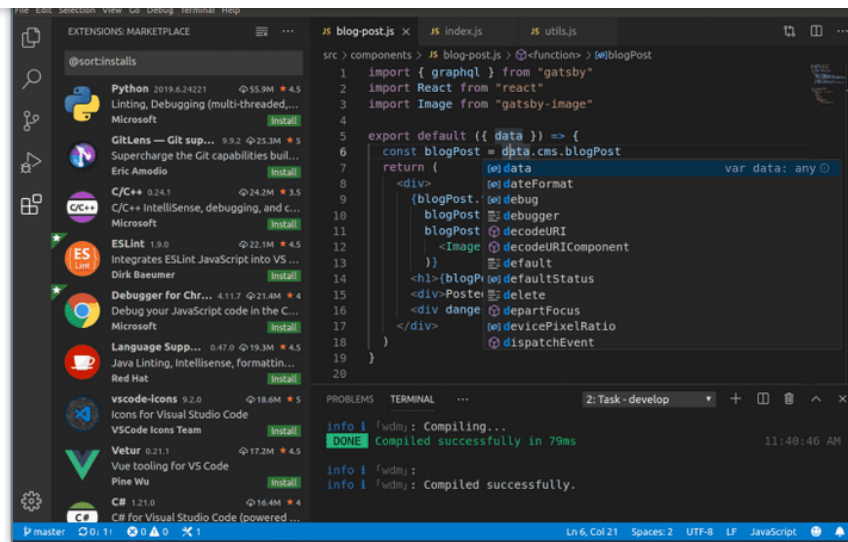 File Edit Selection View Go Debug Terminal Help
EXTENSIONS: MARKETPLACE
@sort:installs
Python 2019.6.24221 55.9M ★ 4.5
Linting, Debugging (multi-threaded,...
Microsoft Install
GitLens — Git sup... 9.9.2 25.3M ★ 5
Supercharge the Git capabilities buil...
Eric Amodio Install
C/C++ 0.24.1 24.2M ★ 3.5
C/C++ IntelliSense, debugging, and c...
Microsoft Install
ESLint 1.9.0 22.1M ★ 4.5
Integrates ESLint JavaScript into VS ...
Dirk Baeumer Install
Debugger for Chr... 4.11.7 21.4M ★ 4
Debug your JavaScript code in the C...
Microsoft Install
Language Supp... 0.47.0 19.3M ★ 4.5
Java Linting, Intellisense, formattin...
Red Hat Install
vscode-icons 9.2.0 18.6M ★ 5
Icons for Visual Studio Code
VSCode Icons Team Install
Vetur 0.21.1 17.2M ★ 4.5
Vue tooling for VS Code
Pine Wu Install
C# 1.21.0 16.4M ★ 4
C# for Visual Studio Code (powered ...
JS blog-post.js × JS index.js JS utils.js
src > components > JS blog-post.js > <function> > blogPost
1 import { graphql } from "gatsby"
2 import React from "react"
3 import Image from "gatsby-image"
4
5 export default ({ data }) => {
6 const blogPost = data.cms.blogPost
7 return (
8 <div>
9 {blogPost.
10 blogPost
11 blogPost
12 <Image
13 )}
14 <h1>{blogP
15 <div>Poste
16 <div dange
17 </div>
18 )
19 }
20
data var data: any
dateFormat
debug
debugger
decodeURI
decodeURIComponent
default
defaultStatus
delete
departFocus
devicePixelRatio
dispatchEvent
PROBLEMS TERMINAL ... 2: Task - develop
info i ｢wdm｣: Compiling...
DONE Compiled successfully in 79ms 11:40:46 AM
info i ｢wdm｣:
info i ｢wdm｣: Compiled successfully.
master 0↓ 1↑ 0 0 1 Ln 6, Col 21 Spaces: 2 UTF-8 LF JavaScript